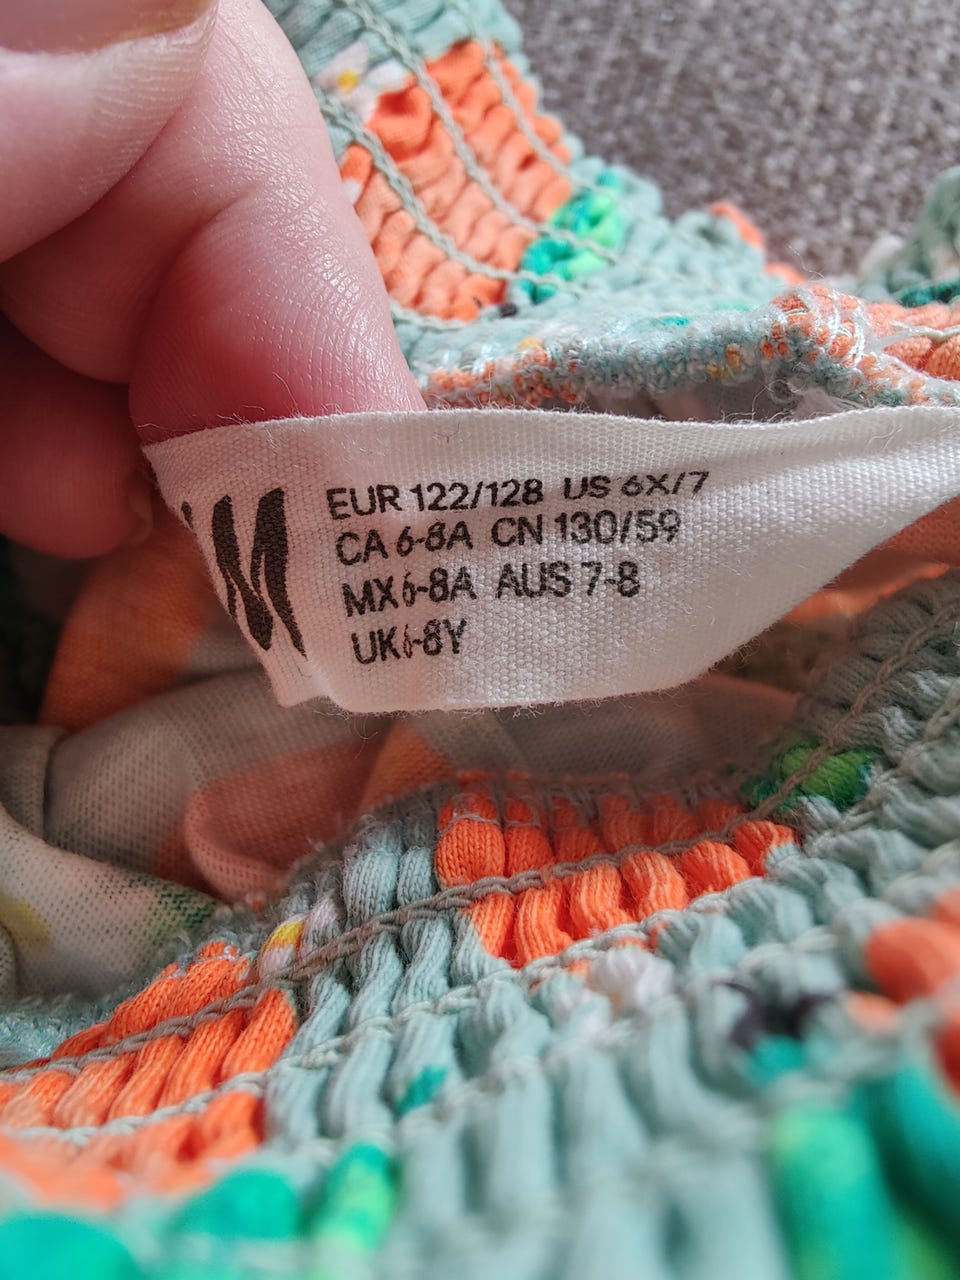 M
EUR 122/128 US 6X/7
CA 6-8A CN 130/59
MX 6-8A AUS 7-8
UK 6-8Y